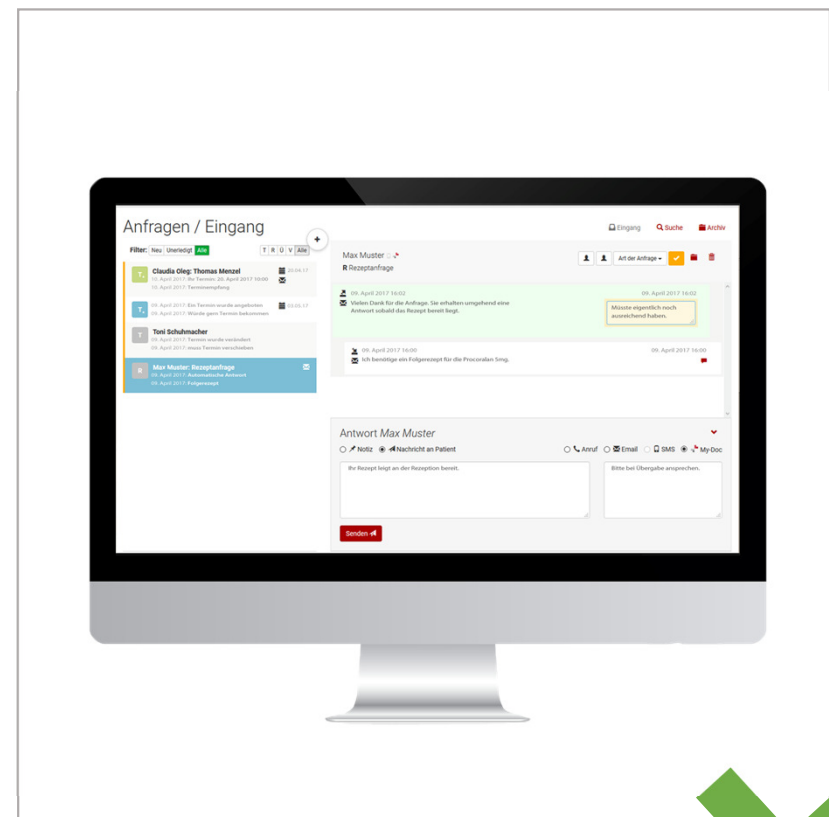 Anfragen / Eingang
Eingang Suche Archiv
Filter: Neu Unerledigt Alle T R Ü V Alle
Claudia Oleg: Thomas Menzel 20.04.17
10. April 2017: Ihr Termin: 20. April 2017 10:00
10. April 2017: Terminempfang
09. April 2017: Ein Termin wurde angeboten 03.05.17
09. April 2017: Würde gern Termin bekommen
Toni Schuhmacher
09. April 2017: Termin wurde verändert
09. April 2017: muss Termin verschieben
R Max Muster: Rezeptanfrage
09. April 2017: Automatische Antwort
09. April 2017: Folgerezept
Max Muster
R Rezeptanfrage
Art der Anfrage
09. April 2017 16:02 09. April 2017 16:02
Vielen Dank für die Anfrage. Sie erhalten umgehend eine
Antwort sobald das Rezept bereit liegt.
Müsste eigentlich noch
ausreichend haben.
09. April 2017 16:00 09. April 2017 16:00
Ich benötige ein Folgerezept für die Procoralan 5mg.
Antwort Max Muster
Notiz Nachricht an Patient Anruf Email SMS My-Doc
Ihr Rezept leigt an der Rezeption bereit.
Bitte bei Übergabe ansprechen.
Senden